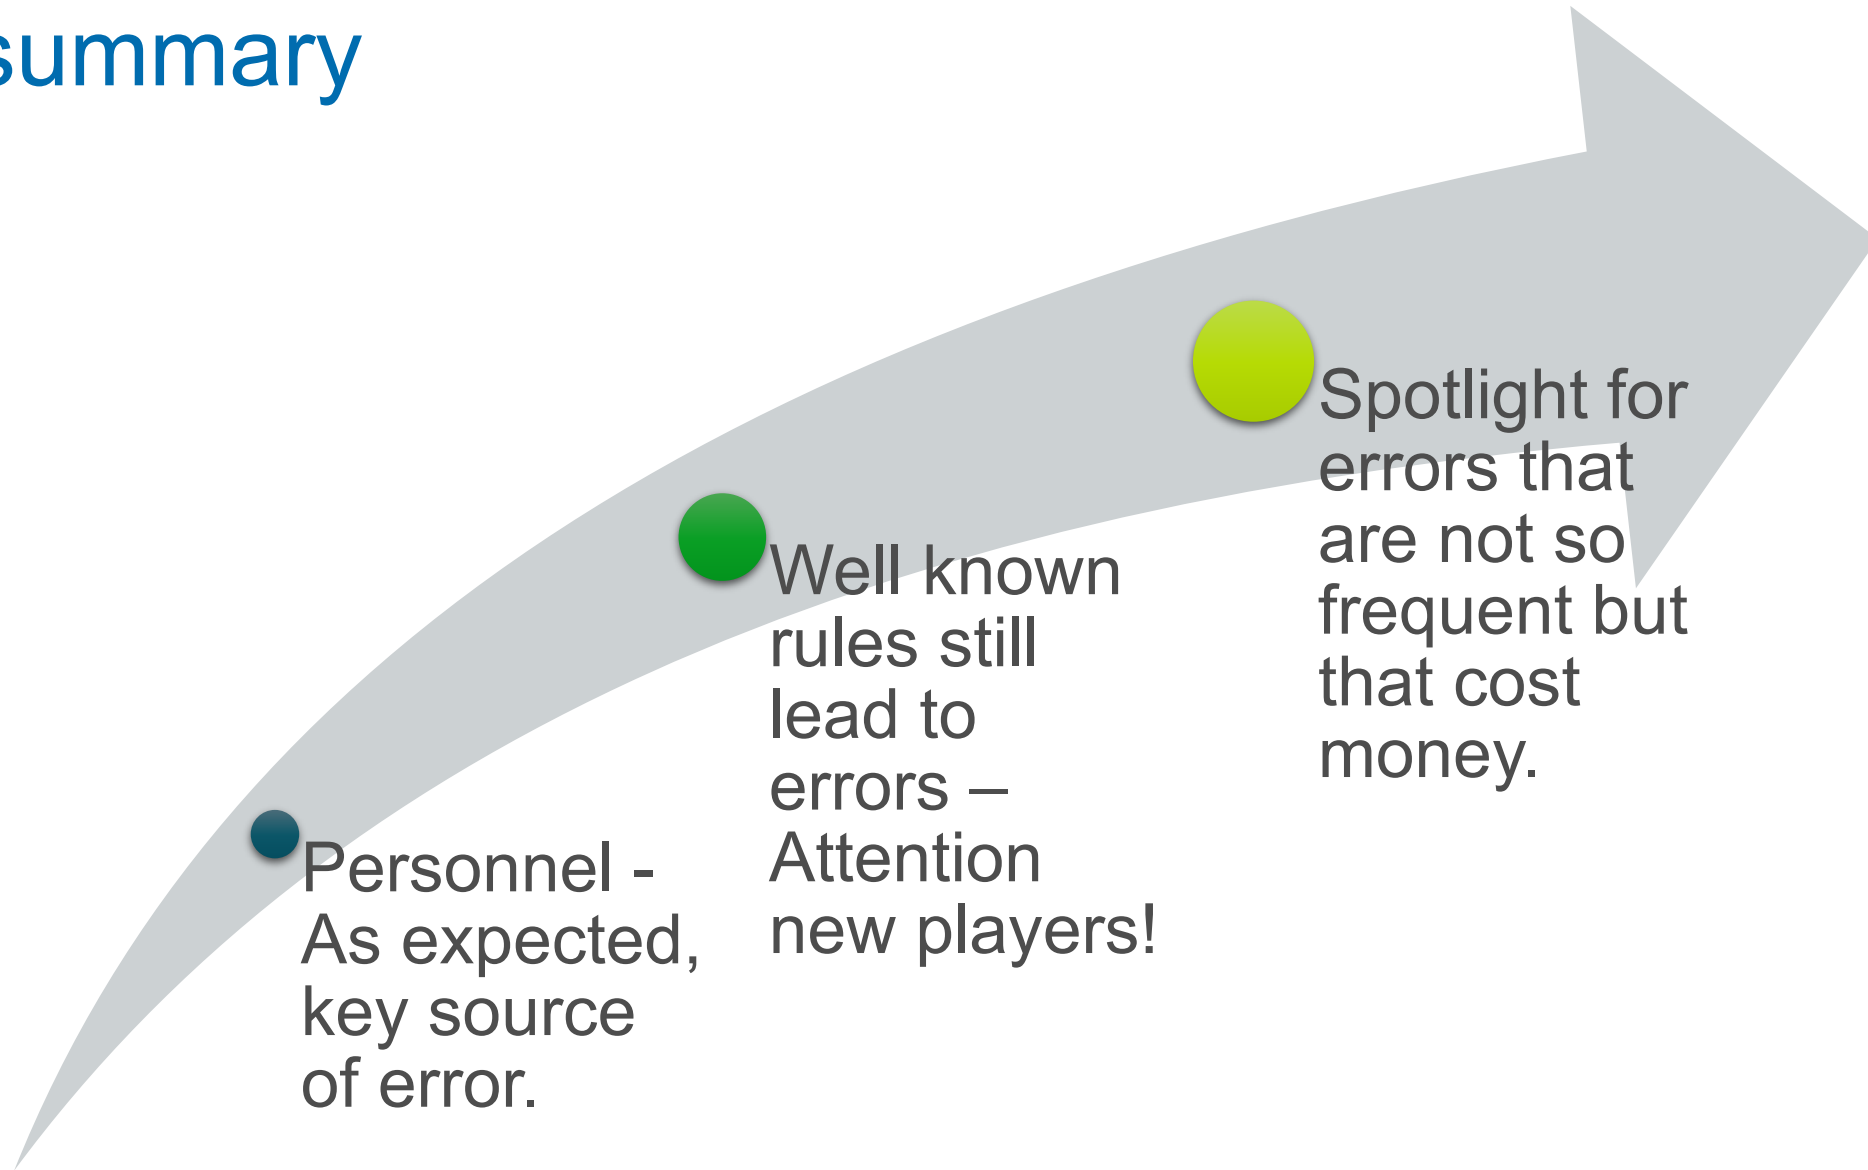 summary
Personnel -
As expected,
key source
of error.
Well known
rules still
lead to
errors –
Attention
new players!
Spotlight for
errors that
are not so
frequent but
that cost
money.